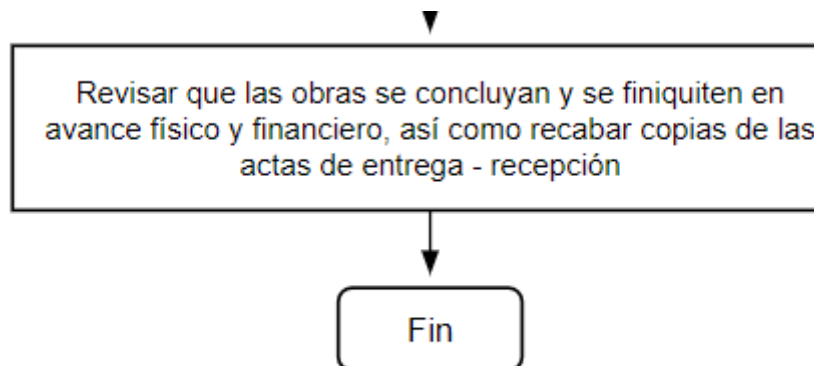 Revisar que las obras se concluyan y se finiquiten en
avance físico y financiero, así como recabar copias de las
actas de entrega - recepción
Fin